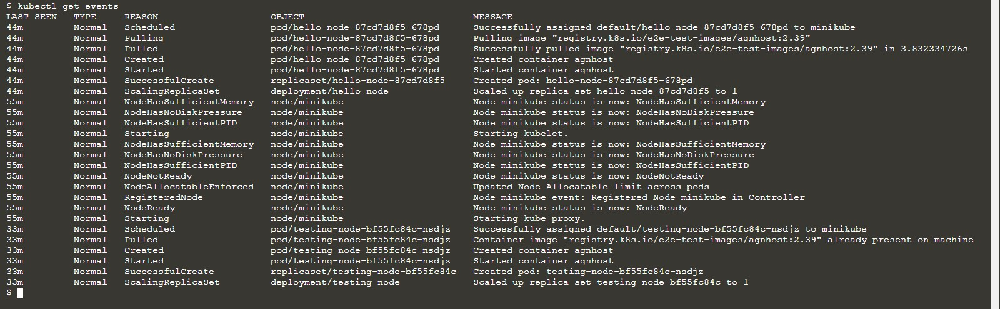 $ kubectl get events
LAST SEEN   TYPE     REASON                    OBJECT                              MESSAGE
44m         Normal   Scheduled                 pod/hello-node-87cd7d8f5-678pd      Successfully assigned default/hello-node-87cd7d8f5-678pd to minikube
44m         Normal   Pulling                   pod/hello-node-87cd7d8f5-678pd      Pulling image "registry.k8s.io/e2e-test-images/agnhost:2.39"
44m         Normal   Pulled                    pod/hello-node-87cd7d8f5-678pd      Successfully pulled image "registry.k8s.io/e2e-test-images/agnhost:2.39" in 3.832334726s
44m         Normal   Created                   pod/hello-node-87cd7d8f5-678pd      Created container agnhost
44m         Normal   Started                   pod/hello-node-87cd7d8f5-678pd      Started container agnhost
44m         Normal   SuccessfulCreate          replicaset/hello-node-87cd7d8f5     Created pod: hello-node-87cd7d8f5-678pd
44m         Normal   ScalingReplicaSet         deployment/hello-node               Scaled up replica set hello-node-87cd7d8f5 to 1
55m         Normal   NodeHasSufficientMemory   node/minikube                       Node minikube status is now: NodeHasSufficientMemory
55m         Normal   NodeHasNoDiskPressure     node/minikube                       Node minikube status is now: NodeHasNoDiskPressure
55m         Normal   NodeHasSufficientPID      node/minikube                       Node minikube status is now: NodeHasSufficientPID
55m         Normal   Starting                  node/minikube                       Starting kubelet.
55m         Normal   NodeHasSufficientMemory   node/minikube                       Node minikube status is now: NodeHasSufficientMemory
55m         Normal   NodeHasNoDiskPressure     node/minikube                       Node minikube status is now: NodeHasNoDiskPressure
55m         Normal   NodeHasSufficientPID      node/minikube                       Node minikube status is now: NodeHasSufficientPID
55m         Normal   NodeNotReady              node/minikube                       Node minikube status is now: NodeNotReady
55m         Normal   NodeAllocatableEnforced   node/minikube                       Updated Node Allocatable limit across pods
55m         Normal   RegisteredNode            node/minikube                       Node minikube event: Registered Node minikube in Controller
55m         Normal   NodeReady                 node/minikube                       Node minikube status is now: NodeReady
55m         Normal   Starting                  node/minikube                       Starting kube-proxy.
33m         Normal   Scheduled                 pod/testing-node-bf55fc84c-nsdjz    Successfully assigned default/testing-node-bf55fc84c-nsdjz to minikube
33m         Normal   Pulled                    pod/testing-node-bf55fc84c-nsdjz    Container image "registry.k8s.io/e2e-test-images/agnhost:2.39" already present on machine
33m         Normal   Created                   pod/testing-node-bf55fc84c-nsdjz    Created container agnhost
33m         Normal   Started                   pod/testing-node-bf55fc84c-nsdjz    Started container agnhost
33m         Normal   SuccessfulCreate          replicaset/testing-node-bf55fc84c   Created pod: testing-node-bf55fc84c-nsdjz
33m         Normal   ScalingReplicaSet         deployment/testing-node             Scaled up replica set testing-node-bf55fc84c to 1
$